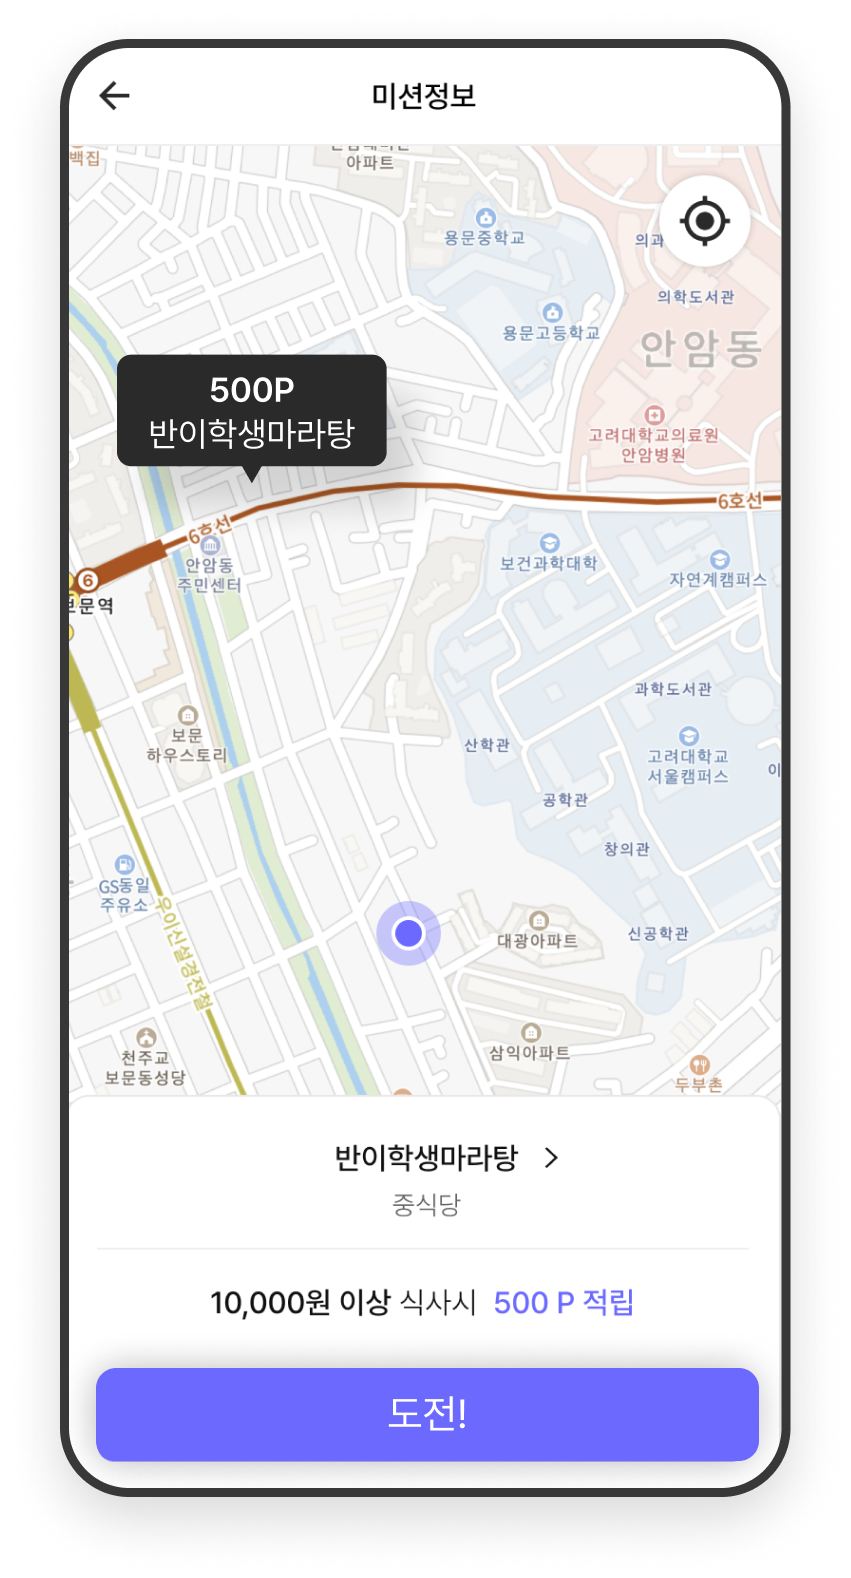 미션정보
백집
아파트
용문중학교
의과
의학도서관
용문고등학교
안암동
500P
반이학생마라탕
고려대학교의료원
안암병원
6호선
6호선
안암동
주민센터
보건과학대학
자연계캠퍼스
6
보문역
과학도서관
보문
하우스토리
산학관
고려대학교
서울캠퍼스
이
공학관
창의관
GS동일
주유소
우이신설경전철
대광아파트
신공학관
천주교
보문동성당
삼익아파트
두부촌
반이학생마라탕
중식당
10,000원 이상 식사시 500 P 적립
도전!